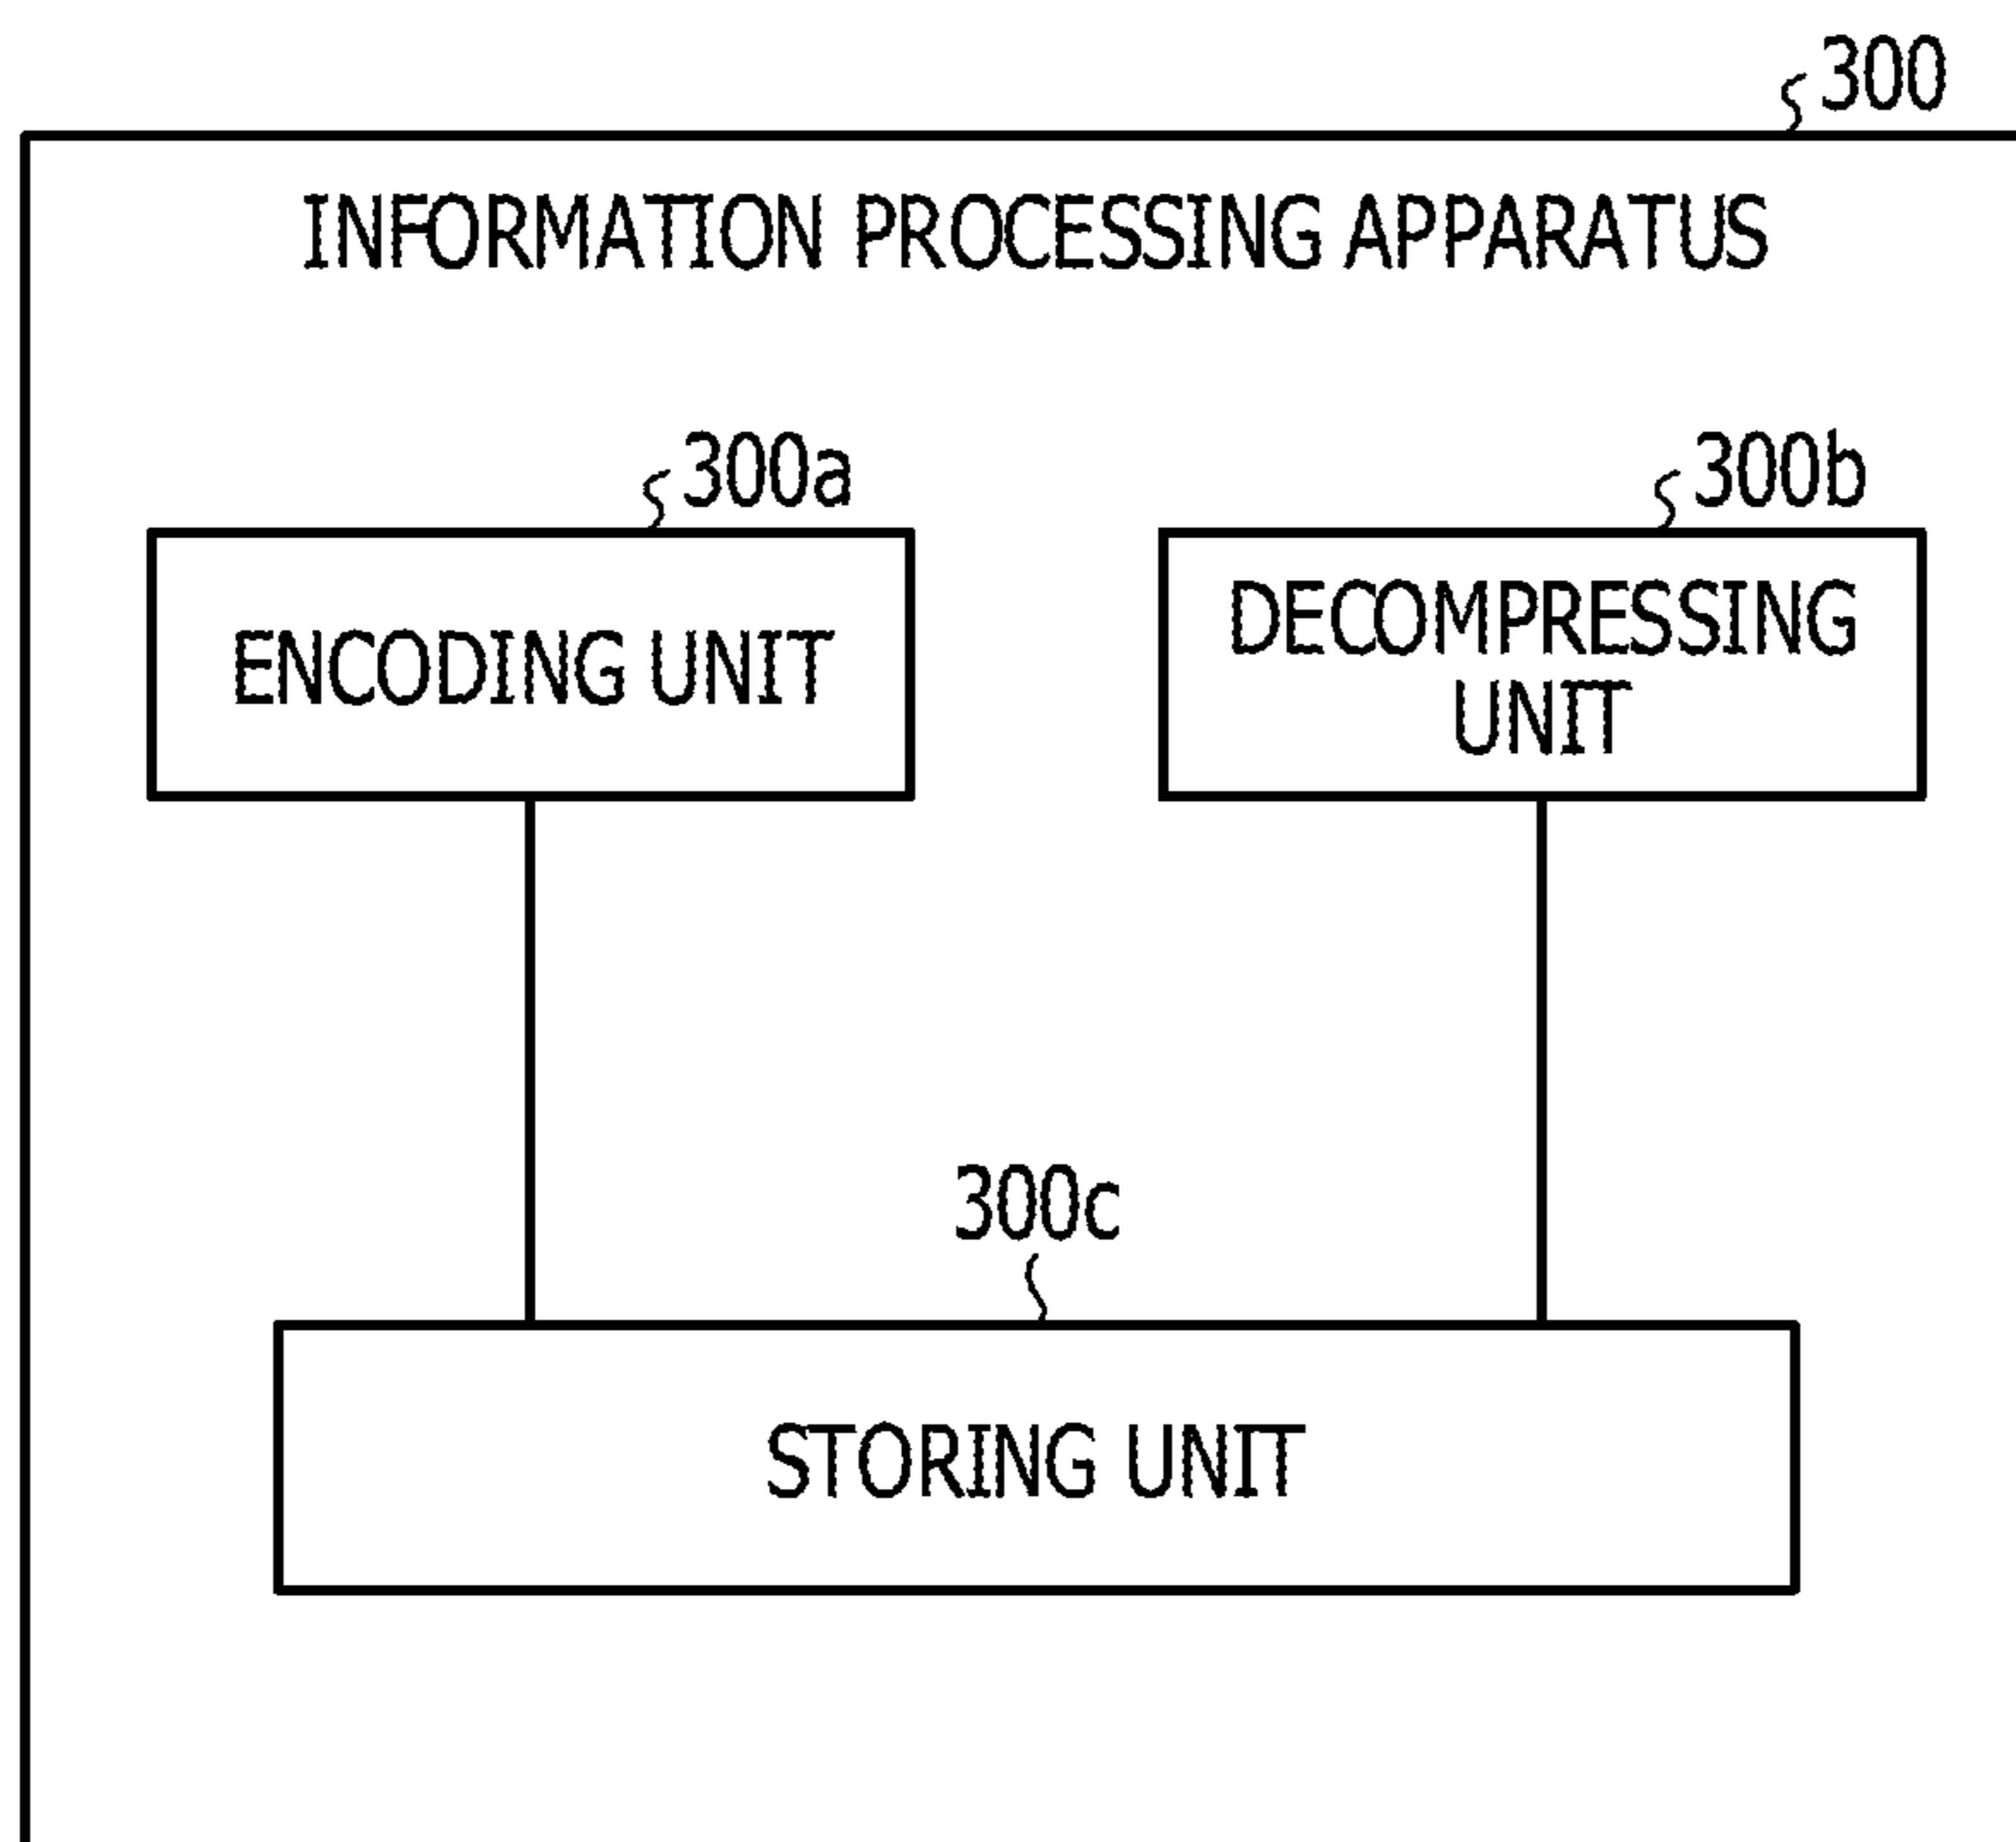 300
INFORMATION PROCESSING APPARATUS
300a
300b
ENCODING UNIT
DECOMPRESSING
UNIT
300c
STORING UNIT